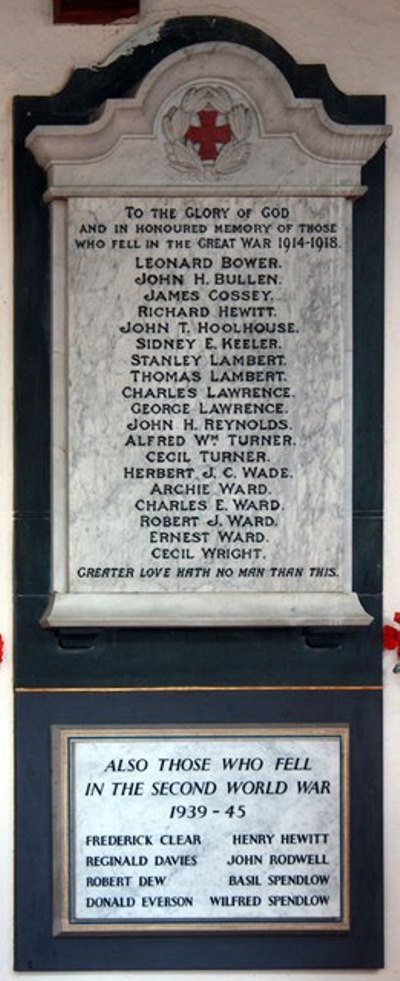 TO THE GLORY OF GOD
AND IN HONOURED MEMORY OF THOSE
WHO FELL IN THE GREAT WAR 1914-1918.
LEONARD BOWER.
JOHN H. BULLEN.
JAMES COSSEY.
RICHARD HEWITT.
JOHN T. HOOLHOUSE.
SIDNEY E. KEELER.
STANLEY LAMBERT.
THOMAS LAMBERT.
CHARLES LAWRENCE.
GEORGE LAWRENCE.
JOHN H. REYNOLDS.
ALFRED WM TURNER.
CECIL TURNER.
HERBERT J. C. WADE.
ARCHIE WARD.
CHARLES E. WARD.
ROBERT J. WARD.
ERNEST WARD.
CECIL WRIGHT.
GREATER LOVE HATH NO MAN THAN THIS.
ALSO THOSE WHO FELL
IN THE SECOND WORLD WAR
1939 - 45
FREDERICK CLEAR HENRY HEWITT
REGINALD DAVIES JOHN RODWELL
ROBERT DEW BASIL SPENDLOW
DONALD EVERSON WILFRED SPENDLOW